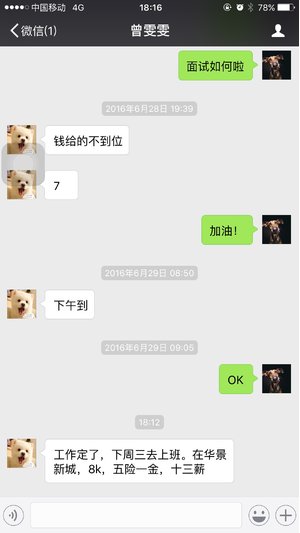 中国移动 4G 18:16 78%
微信(1) 曾雯雯
面试如何啦
2016年6月28日 19:39
钱给的不到位
7
加油！
2016年6月29日 08:50
下午到
2016年6月29日 09:05
OK
18:12
工作定了，下周三去上班。在华景
新城，8k，五险一金，十三薪